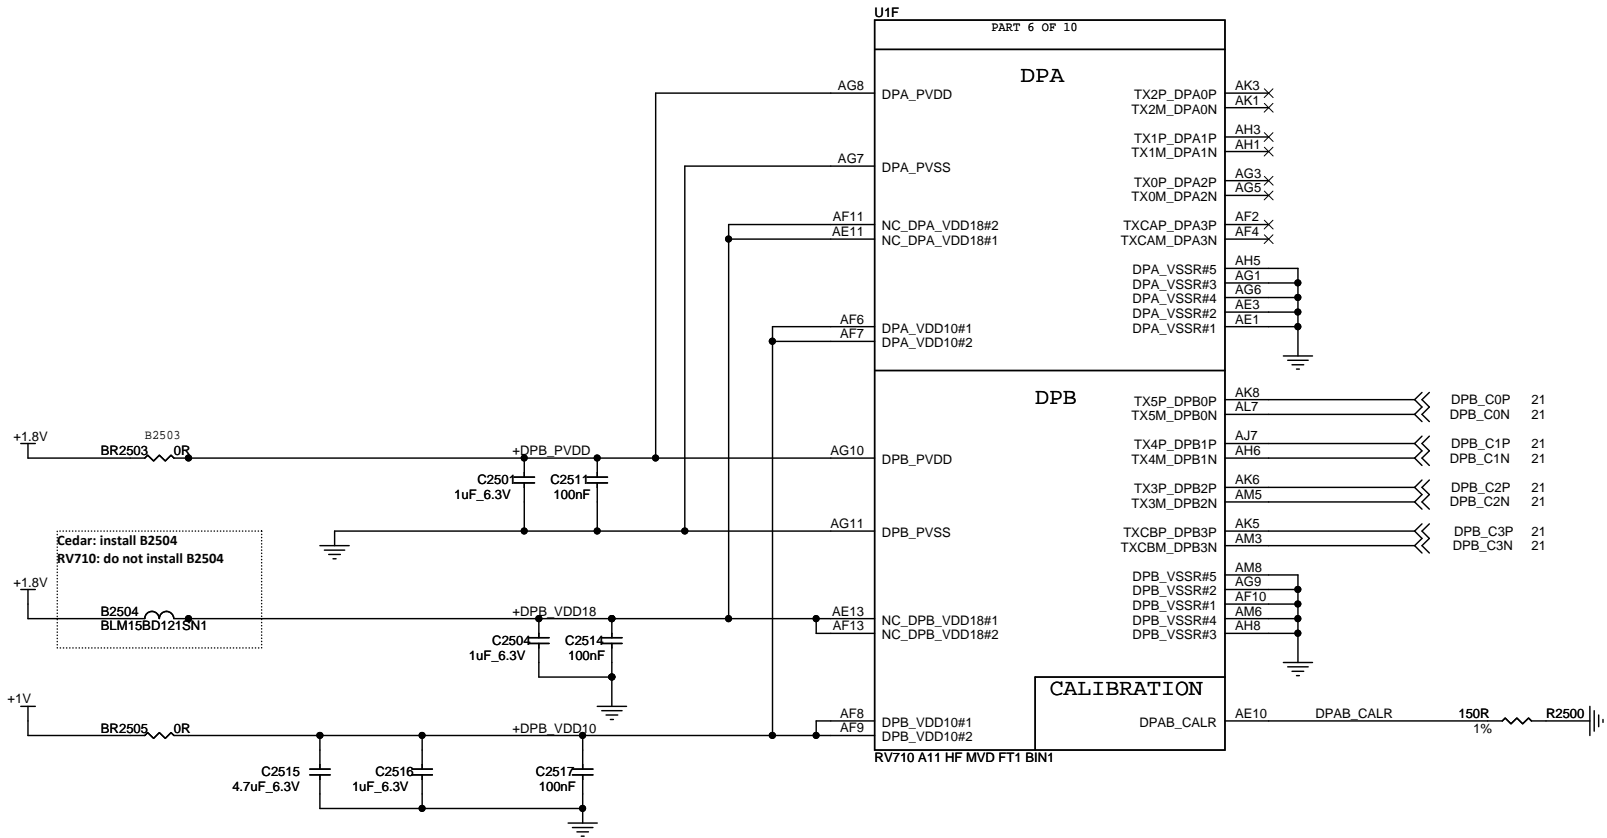 U1F
PART 6 OF 10
DPA
AG8 DPA_PVDD
AG7 DPA_PVSS
AF11 NC_DPA_VDD18#2
AE11 NC_DPA_VDD18#1
AF6 DPA_VDD10#1
AF7 DPA_VDD10#2
TX2P_DPA0P AK3
TX2M_DPA0N AK1
TX1P_DPA1P AH3
TX1M_DPA1N AH1
TX0P_DPA2P AG3
TX0M_DPA2N AG5
TXCAP_DPA3P AF2
TXCAM_DPA3N AF4
DPA_VSSR#5 AH5
DPA_VSSR#3 AG1
DPA_VSSR#4 AG6
DPA_VSSR#2 AE3
DPA_VSSR#1 AE1
DPB
TX5P_DPB0P AK8 DPB_C0P 21
TX5M_DPB0N AL7 DPB_C0N 21
TX4P_DPB1P AJ7 DPB_C1P 21
TX4M_DPB1N AH6 DPB_C1N 21
TX3P_DPB2P AK6 DPB_C2P 21
TX3M_DPB2N AM5 DPB_C2N 21
TXCBP_DPB3P AK5 DPB_C3P 21
TXCBM_DPB3N AM3 DPB_C3N 21
DPB_VSSR#5 AM8
DPB_VSSR#2 AG9
DPB_VSSR#1 AF10
DPB_VSSR#4 AM6
DPB_VSSR#3 AH8
+1.8V
B2503
BR2503 0R
+DPB_PVDD
AG10 DPB_PVDD
C2501
1uF_6.3V
C2511
100nF
AG11 DPB_PVSS
Cedar: install B2504
RV710: do not install B2504
+1.8V
B2504
BLM15BD121SN1
+DPB_VDD18
AE13 NC_DPB_VDD18#1
AF13 NC_DPB_VDD18#2
C2504
1uF_6.3V
C2514
100nF
+1V
BR2505 0R
+DPB_VDD10
AF8 DPB_VDD10#1
AF9 DPB_VDD10#2
C2515
4.7uF_6.3V
C2516
1uF_6.3V
C2517
100nF
CALIBRATION
DPAB_CALR AE10 DPAB_CALR 150R R2500
1%
RV710 A11 HF MVD FT1 BIN1